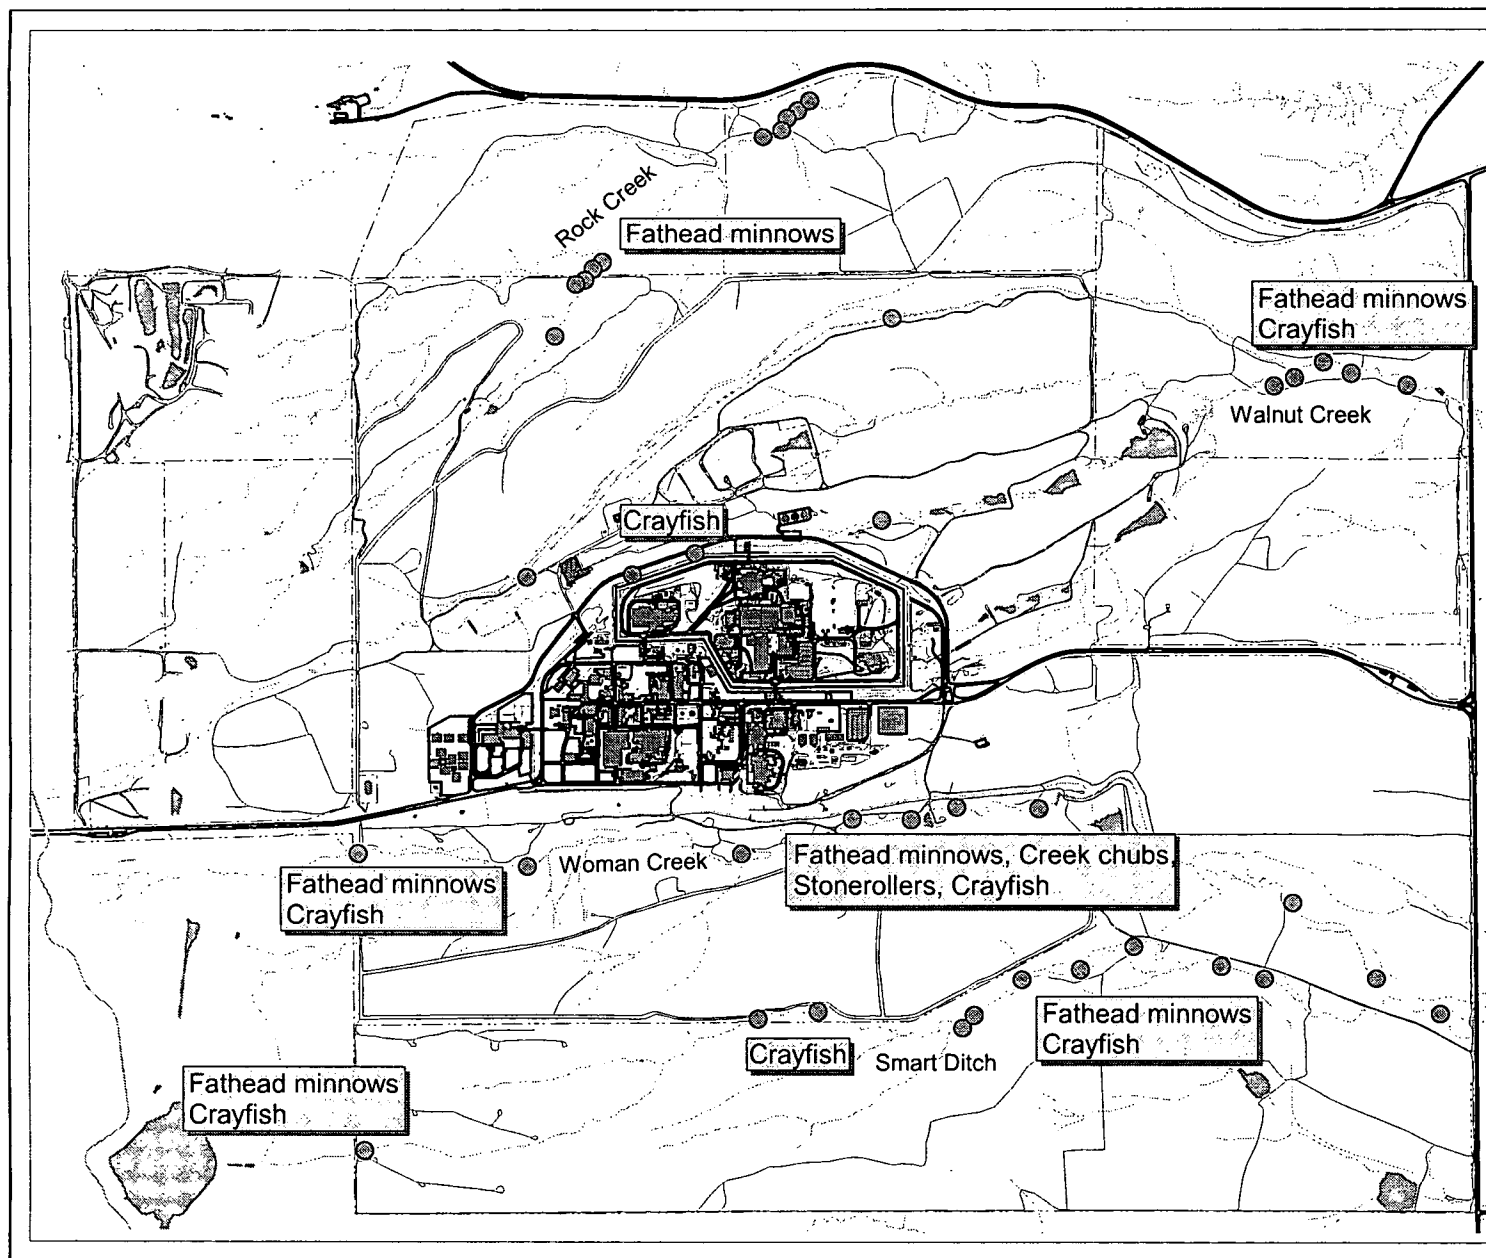 Rock Creek
Fathead minnows
Fathead minnows
Crayfish
Walnut Creek
Crayfish
Woman Creek
Fathead minnows, Creek chubs,
Stonerollers, Crayfish
Fathead minnows
Crayfish
Fathead minnows
Crayfish
Crayfish
Smart Ditch
Fathead minnows
Crayfish